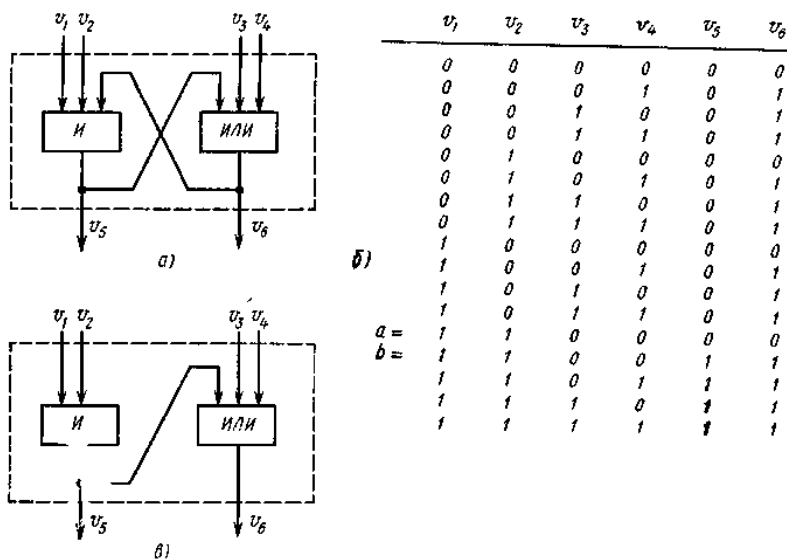 v1 v2 v3 v4
И ИЛИ
v5 v6
а)
v1 v2 v3 v4
И ИЛИ
v5 v6
в)
б)
v1 v2 v3 v4 v5 v6
0 0 0 0 0 0
0 0 0 1 0 1
0 0 1 0 0 1
0 0 1 1 0 1
0 1 0 0 0 0
0 1 0 1 0 1
0 1 1 0 0 1
0 1 1 1 0 1
1 0 0 0 0 0
1 0 0 1 0 1
1 0 1 0 0 1
1 0 1 1 0 1
a = 1 1 0 0 0 0
b = 1 1 0 0 1 1
1 1 0 1 1 1
1 1 1 0 1 1
1 1 1 1 1 1